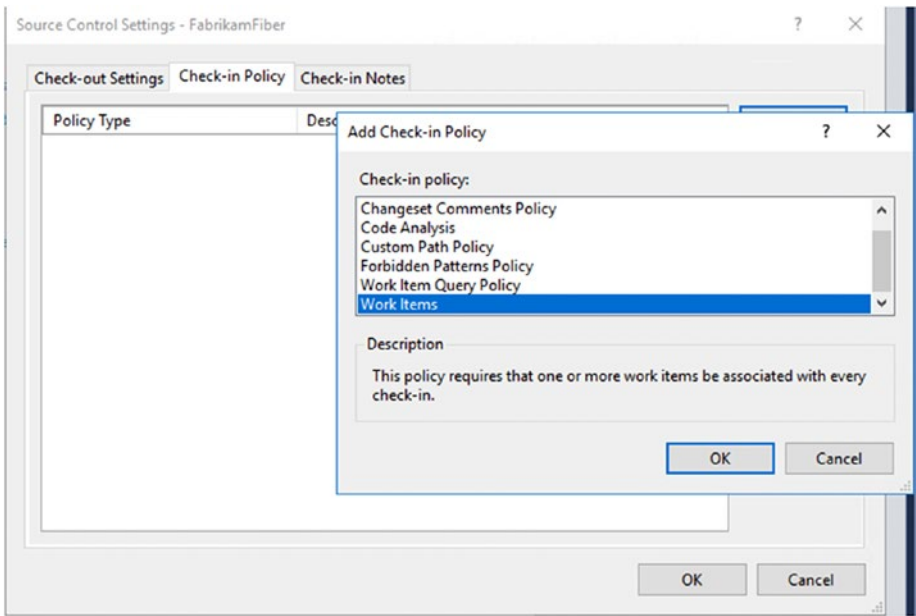 Source Control Settings - FabrikamFiber
Check-out Settings Check-in Policy Check-in Notes
Policy Type Desc
Add Check-in Policy
Check-in policy:
Changeset Comments Policy
Code Analysis
Custom Path Policy
Forbidden Patterns Policy
Work Item Query Policy
Work Items
Description
This policy requires that one or more work items be associated with every
check-in.
OK Cancel
OK Cancel